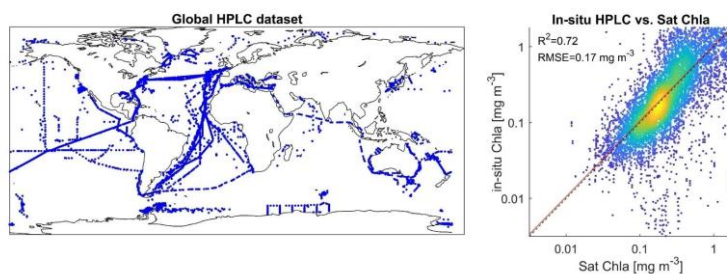 Global HPLC dataset
In-situ HPLC vs. Sat Chla
R²=0.72
RMSE=0.17 mg m⁻³
1
0.1
0.01
in-situ Chla [mg m⁻³]
0.01
0.1
1
Sat Chla [mg m⁻³]